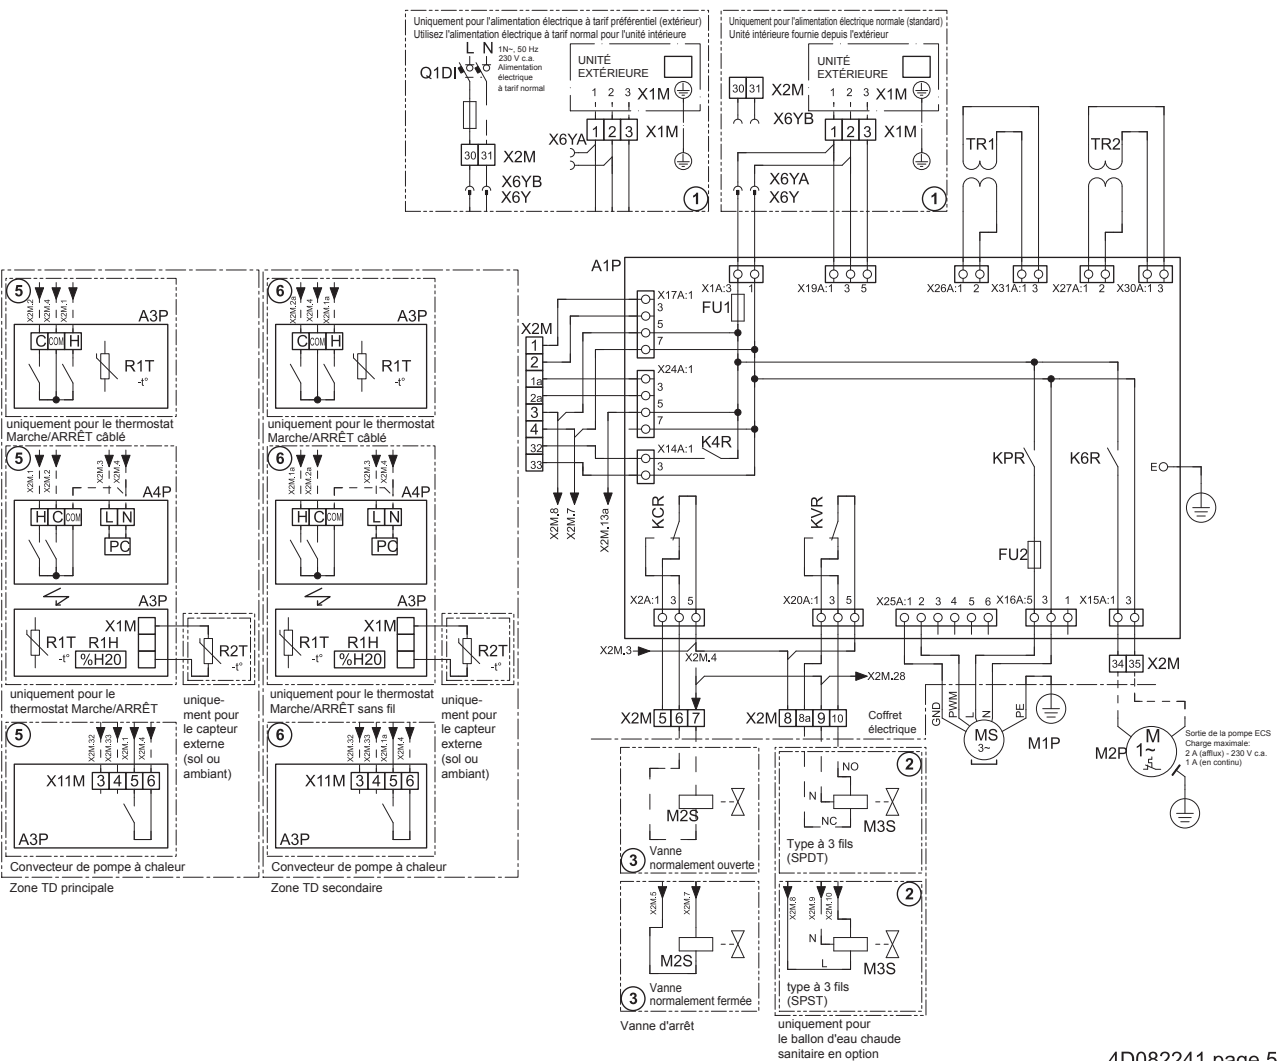 Uniquement pour l'alimentation électrique à tarif préférentiel (extérieur)
Utilisez l'alimentation électrique à tarif normal pour l'unité intérieure
L N
1N~, 50 Hz
230 V c.a.
Alimentation
électrique
à tarif normal
Q1DI
UNITÉ
EXTÉRIEURE
1 2 3 X1M
X6YA
1 2 3 X1M
30 31 X2M
X6YB
X6Y
1
Uniquement pour l'alimentation électrique normale (standard)
Unité intérieure fournie depuis l'extérieur
UNITÉ
EXTÉRIEURE
30 31 X2M
1 2 3 X1M
X6YB
1 2 3 X1M
X6YA
X6Y
1
TR1
TR2
A1P
X1A:3 1
X19A:1 3 5
X26A:1 2
X31A:1 3
X27A:1 2
X30A:1 3
FU1
X17A:1
3
5
7
X24A:1
3
5
7
X14A:1
3
K4R
X2M
1
2
1a
2a
3
4
32
33
X2M.8
X2M.7
X2M.13a
KCR
KVR
KPR
K6R
FU2
E
X2A:1 3 5
X20A:1 3 5
X25A:1 2 3 4 5 6
X16A:5 3 1
X15A:1 3
X2M.3
X2M.4
X2M.28
34 35 X2M
X2M 5 6 7
X2M 8 8a 9 10
Coffret
électrique
GND
PWM
L
N
PE
MS
3~
M1P
M2P
M
1~
Sortie de la pompe ECS
Charge maximale:
2 A (afflux) - 230 V c.a.
1 A (en continu)
M2S
3
Vanne
normalement ouverte
X2M.5
X2M.7
M2S
3
Vanne
normalement fermée
Vanne d'arrêt
NO
2
N
NC
M3S
Type à 3 fils
(SPDT)
X2M.8
X2M.9
X2M.10
2
N
L
M3S
type à 3 fils
(SPST)
uniquement pour
le ballon d'eau chaude
sanitaire en option
5
X2M.2
X2M.4
X2M.1
A3P
C COM H
R1T
-t°
uniquement pour le thermostat
Marche/ARRÊT câblé
5
X2M.1
X2M.2
X2M.3
X2M.4
A4P
H C COM L N
PC
A3P
X1M
R1T
-t°
R1H
%H20
R2T
-t°
uniquement pour le
thermostat Marche/ARRÊT
unique-
ment pour
le capteur
externe
(sol ou
ambiant)
5
X2M.32
X2M.33
X2M.1
X2M.4
X11M 3 4 5 6
A3P
Convecteur de pompe à chaleur
Zone TD principale
6
X2M.2a
X2M.4
X2M.1a
A3P
C COM H
R1T
-t°
uniquement pour le thermostat
Marche/ARRÊT câblé
6
X2M.1a
X2M.2a
X2M.3
X2M.4
A4P
H C COM L N
PC
A3P
X1M
R1T
-t°
R1H
%H20
R2T
-t°
uniquement pour le thermostat
Marche/ARRÊT sans fil
unique-
ment pour
le capteur
externe
(sol ou
ambiant)
6
X2M.32
X2M.33
X2M.1a
X2M.4
X11M 3 4 5 6
A3P
Convecteur de pompe à chaleur
Zone TD secondaire
4D082241 page 5